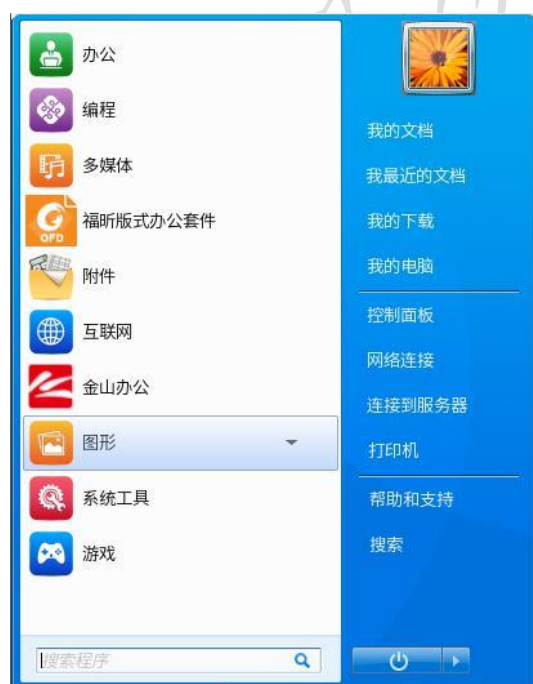 办公
编程
多媒体
福昕版式办公套件
OFD
附件
互联网
金山办公
图形
系统工具
游戏
搜索程序
我的文档
我最近的文档
我的下载
我的电脑
控制面板
网络连接
连接到服务器
打印机
帮助和支持
搜索